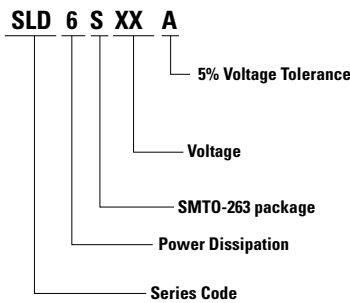 SLD 6 S XX A
5% Voltage Tolerance
Voltage
SMTO-263 package
Power Dissipation
Series Code